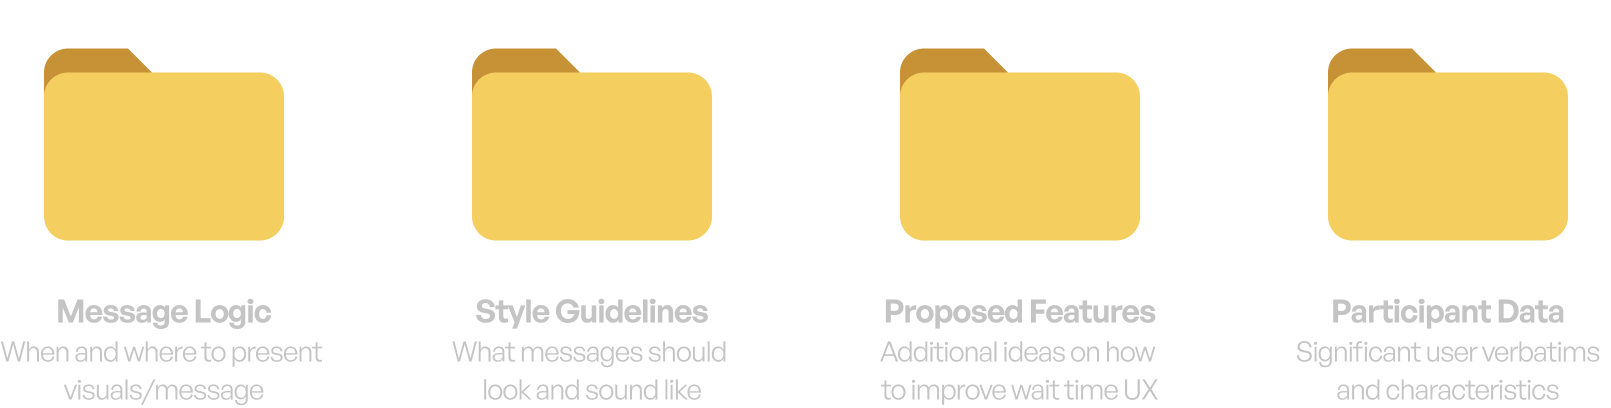 Message Logic
When and where to present
visuals/message
Style Guidelines
What messages should
look and sound like
Proposed Features
Additional ideas on how
to improve wait time UX
Participant Data
Significant user verbatims
and characteristics